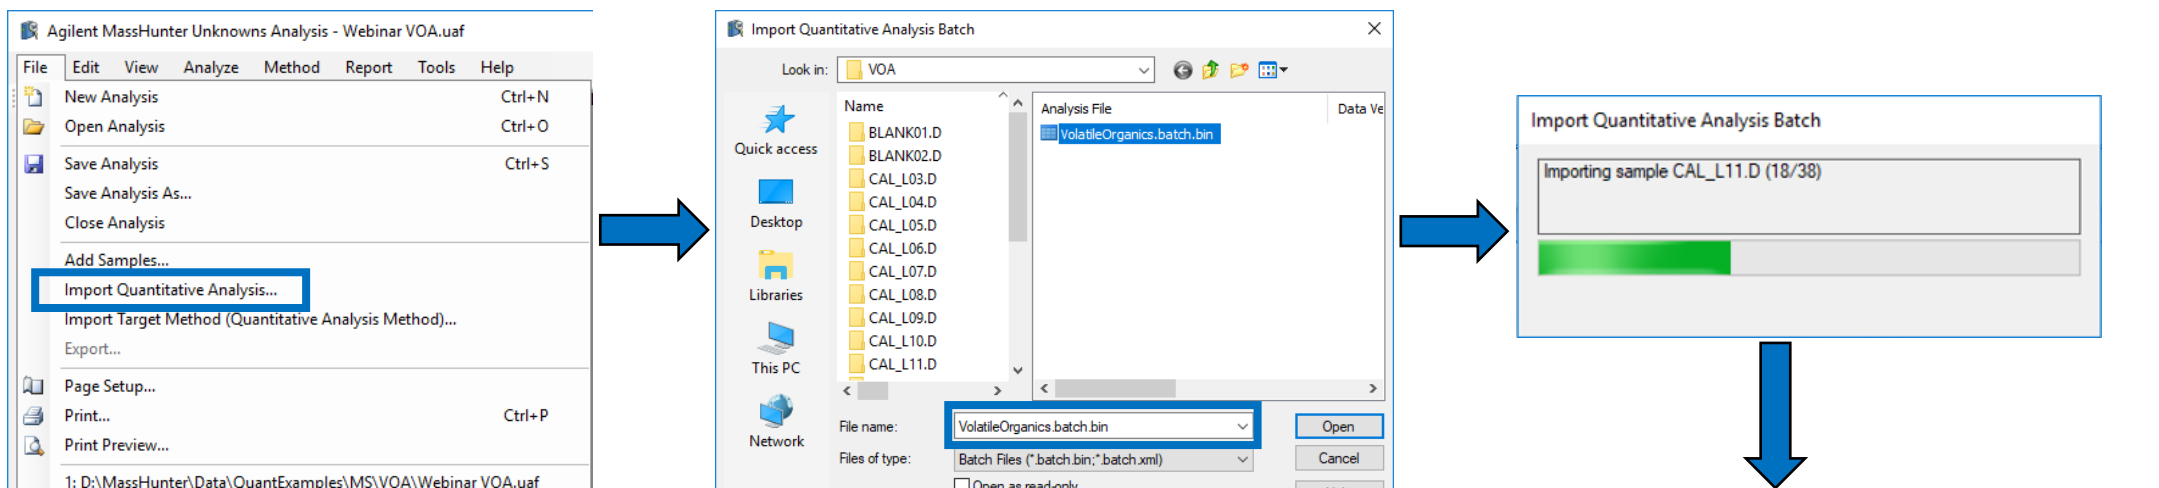 Agilent MassHunter Unknowns Analysis - Webinar VOA.uaf
File Edit View Analyze Method Report Tools Help
New Analysis Ctrl+N
Open Analysis Ctrl+O
Save Analysis Ctrl+S
Save Analysis As...
Close Analysis
Add Samples...
Import Quantitative Analysis...
Import Target Method (Quantitative Analysis Method)...
Export...
Page Setup...
Print... Ctrl+P
Print Preview...
1: D:\MassHunter\Data\QuantExamples\MS\VOA\Webinar VOA.uaf
Import Quantitative Analysis Batch
Look in: VOA
Quick access
Desktop
Libraries
This PC
Network
Name
BLANK01.D
BLANK02.D
CAL_L03.D
CAL_L04.D
CAL_L05.D
CAL_L06.D
CAL_L07.D
CAL_L08.D
CAL_L09.D
CAL_L10.D
CAL_L11.D
Analysis File Data Ve
VolatileOrganics.batch.bin
File name: VolatileOrganics.batch.bin Open
Files of type: Batch Files (*.batch.bin;*.batch.xml) Cancel
Open as read-only
Import Quantitative Analysis Batch
Importing sample CAL_L11.D (18/38)